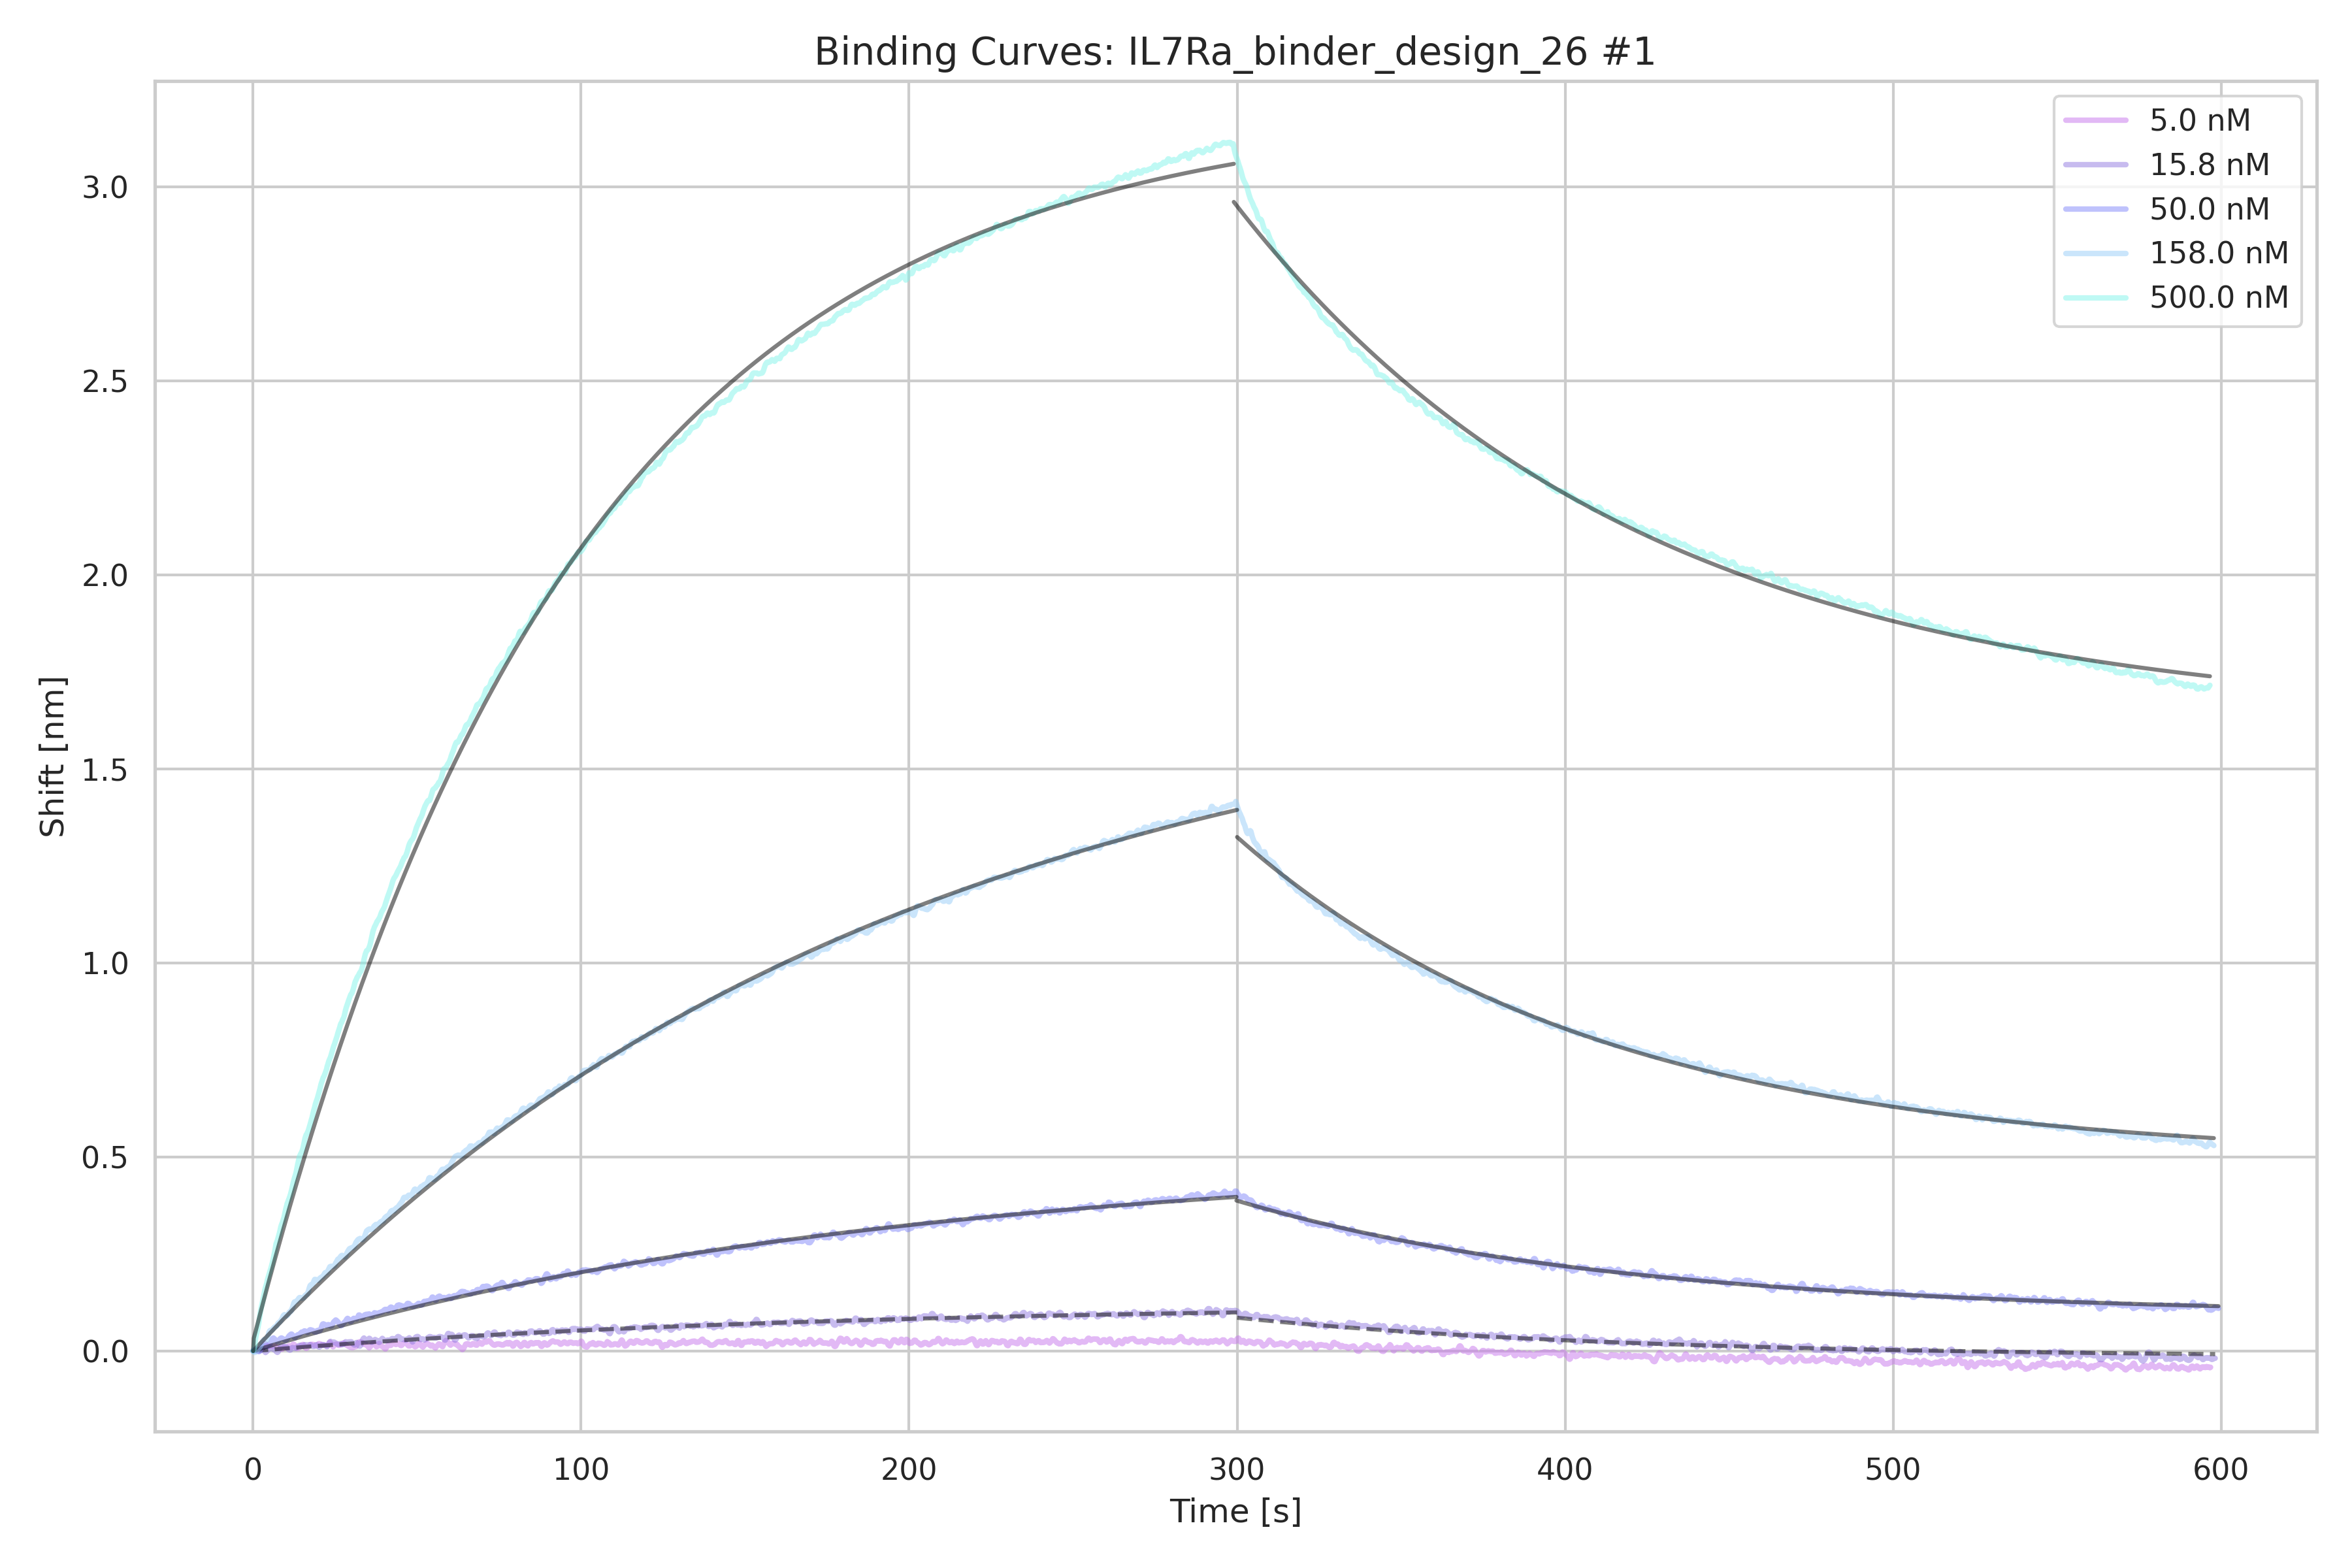 Binding Curves: IL7Ra_binder_design_26 #1
5.0 nM
15.8 nM
50.0 nM
158.0 nM
500.0 nM
Shift [nm]
3.0
2.5
2.0
1.5
1.0
0.5
0.0
0 100 200 300 400 500 600
Time [s]